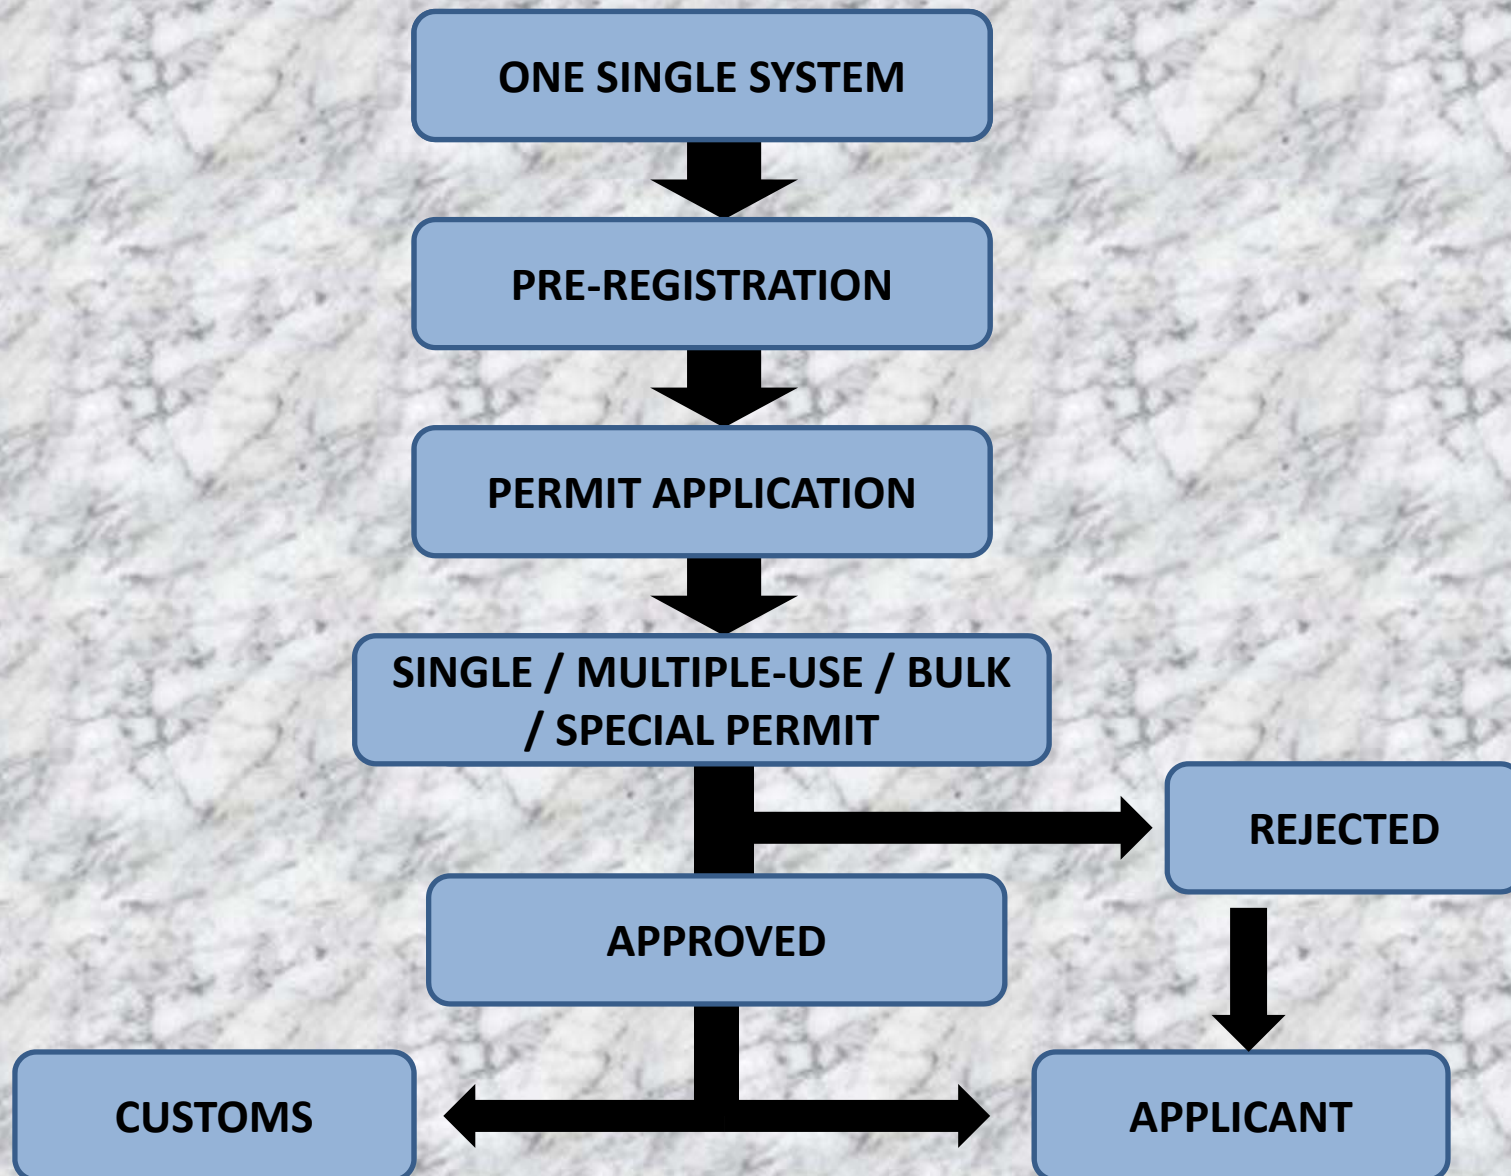 ONE SINGLE SYSTEM
PRE-REGISTRATION
PERMIT APPLICATION
SINGLE / MULTIPLE-USE / BULK
/ SPECIAL PERMIT
REJECTED
APPROVED
CUSTOMS
APPLICANT